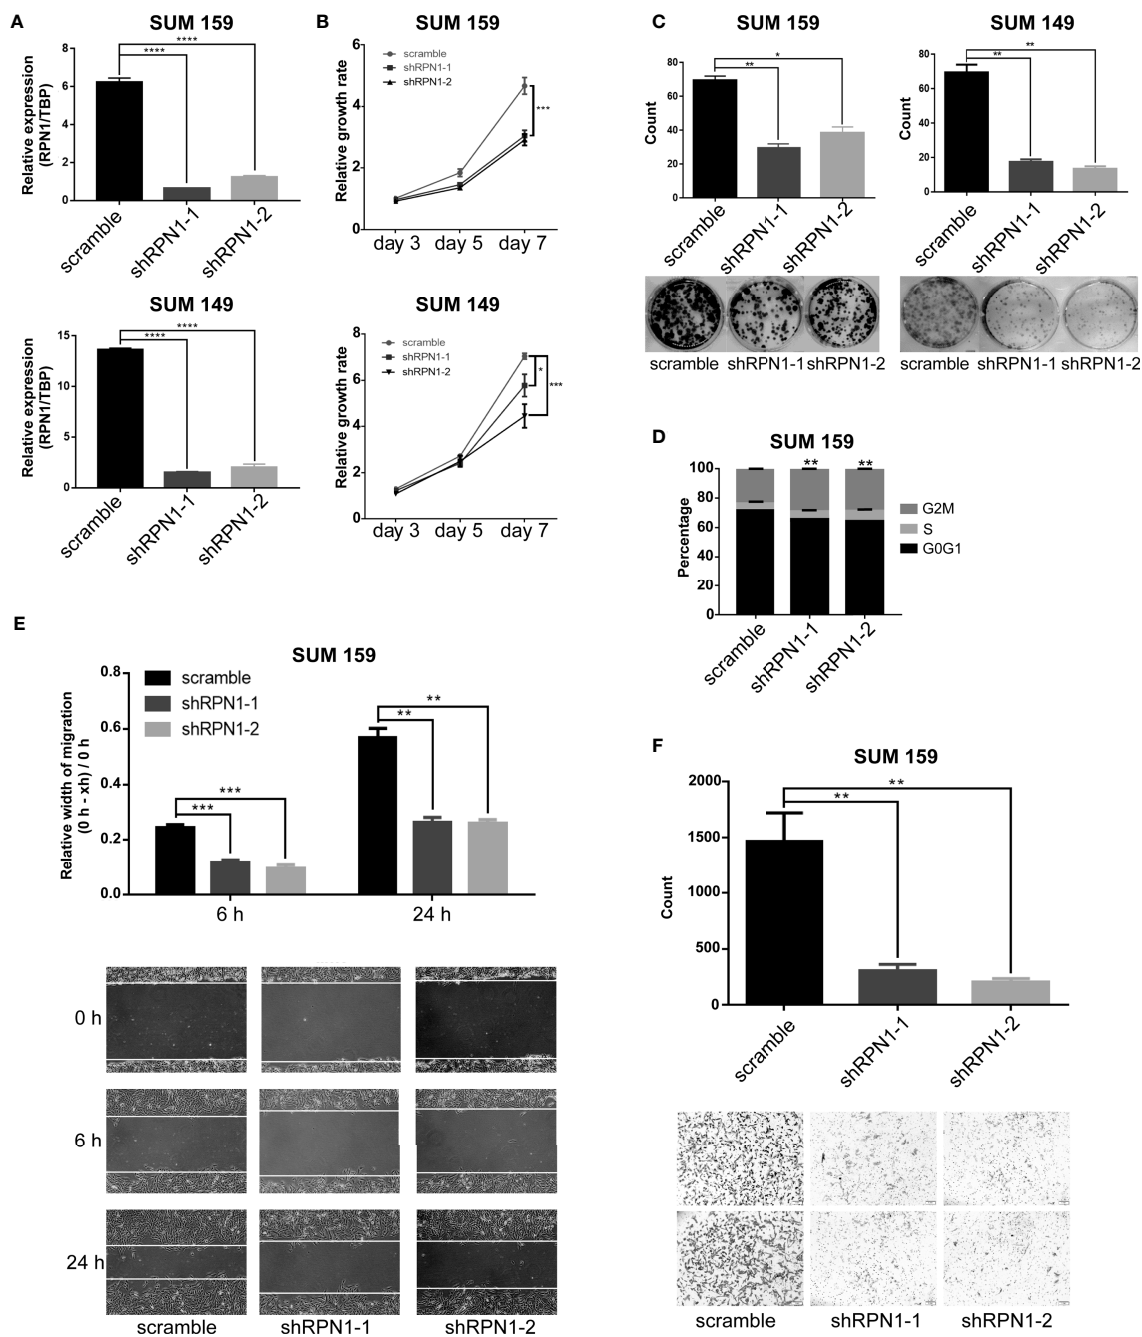 A
SUM 159
Relative expression
(RPN1/TBP)
8
6
4
2
0
****
****
scramble
shRPN1-1
shRPN1-2
SUM 149
Relative expression
(RPN1/TBP)
15
10
5
0
****
****
scramble
shRPN1-1
shRPN1-2
B
SUM 159
Relative growth rate
6
4
2
0
scramble
shRPN1-1
shRPN1-2
***
day 3 day 5 day 7
SUM 149
Relative growth rate
8
6
4
2
0
scramble
shRPN1-1
shRPN1-2
*
***
day 3 day 5 day 7
C
SUM 159
Count
80
60
40
20
0
*
**
scramble
shRPN1-1
shRPN1-2
scramble shRPN1-1 shRPN1-2
SUM 149
Count
80
60
40
20
0
**
**
scramble
shRPN1-1
shRPN1-2
scramble shRPN1-1 shRPN1-2
D
SUM 159
Percentage
100
80
60
40
20
0
** **
G2M
S
G0G1
scramble
shRPN1-1
shRPN1-2
E
SUM 159
Relative width of migration
(0 h - xh) / 0 h
0.8
0.6
0.4
0.2
0.0
scramble
shRPN1-1
shRPN1-2
***
***
**
**
6 h 24 h
0 h
6 h
24 h
scramble shRPN1-1 shRPN1-2
F
SUM 159
Count
2000
1500
1000
500
0
**
**
scramble
shRPN1-1
shRPN1-2
scramble shRPN1-1 shRPN1-2